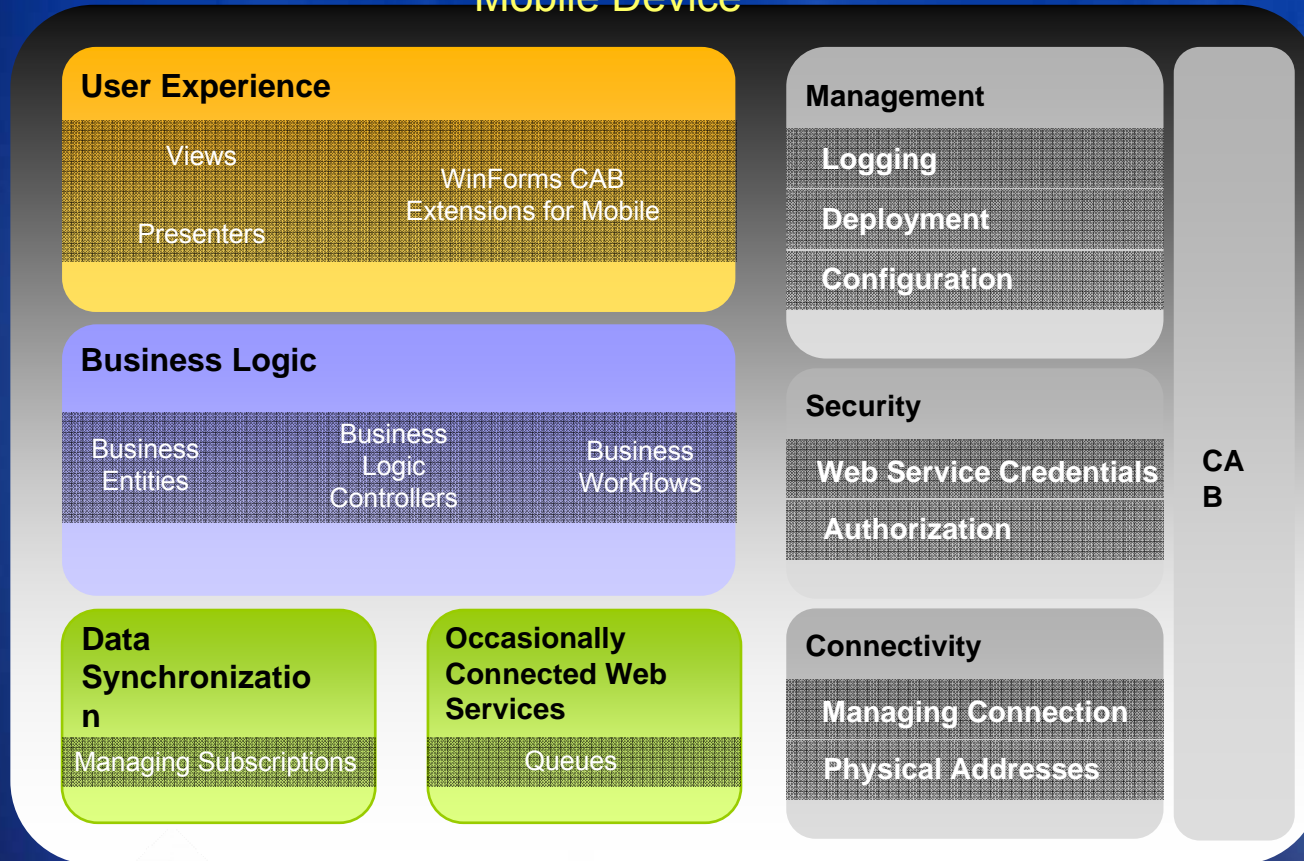 Mobile Device
User Experience
Views
Presenters
WinForms CAB
Extensions for Mobile
Business Logic
Business
Entities
Business
Logic
Controllers
Business
Workflows
Data
Synchronizatio
n
Managing Subscriptions
Occasionally
Connected Web
Services
Queues
Management
Logging
Deployment
Configuration
Security
Web Service Credentials
Authorization
Connectivity
Managing Connection
Physical Addresses
CA
B